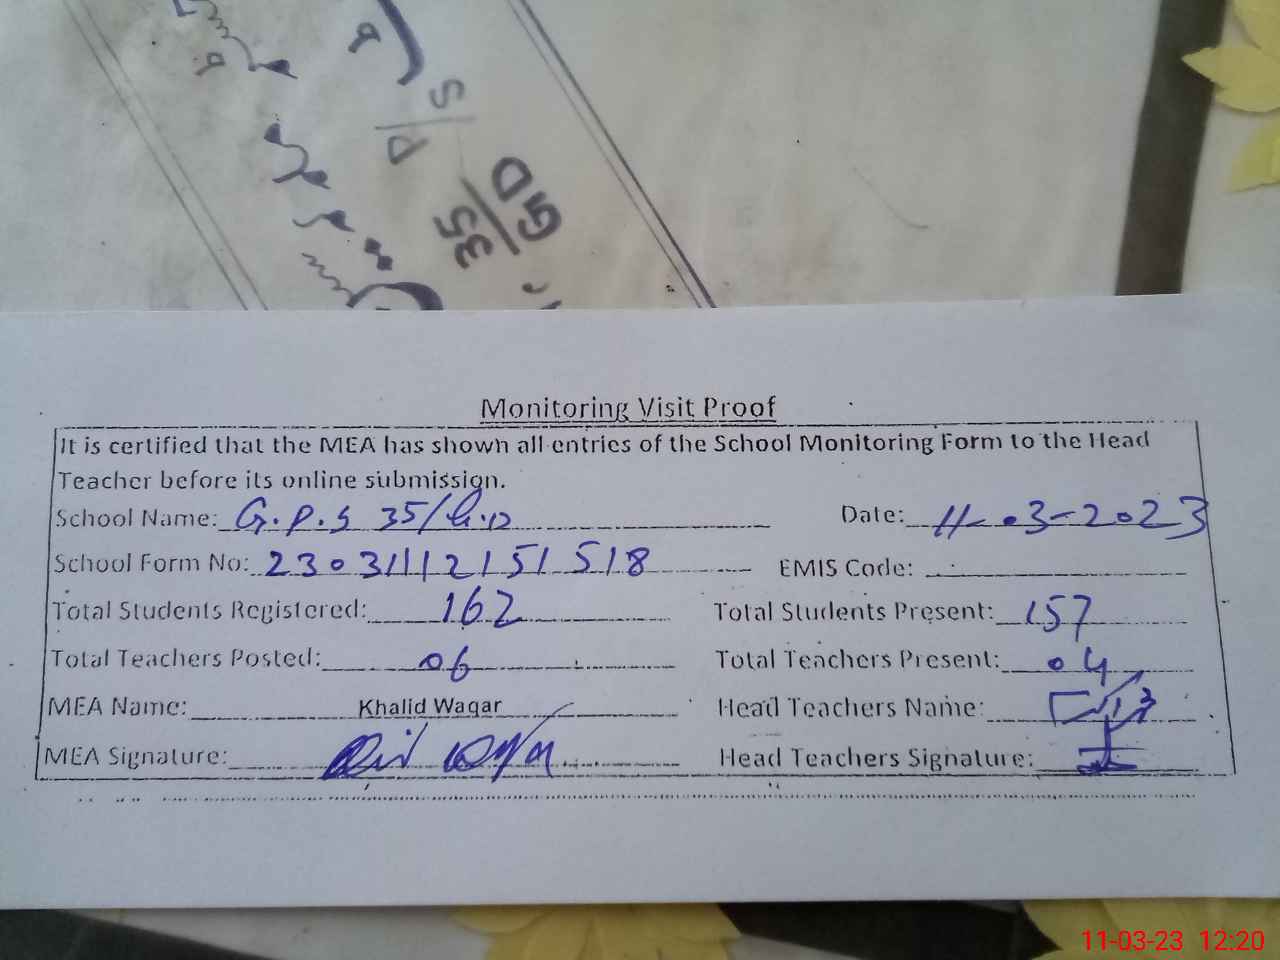 S/P
35/GD
Monitoring Visit Proof
It is certified that the MEA has shown all entries of the School Monitoring Form to the Head
Teacher before its online submission.
School Name: G.P.S 35/G.D Date: 11-03-2023
School Form No: 23031112151518 EMIS Code:
Total Students Registered: 162 Total Students Present: 157
Total Teachers Posted: 06 Total Teachers Present: 04
MEA Name: Khalid Waqar Head Teachers Name:
MEA Signature: Head Teachers Signature:
11-03-23 12:20